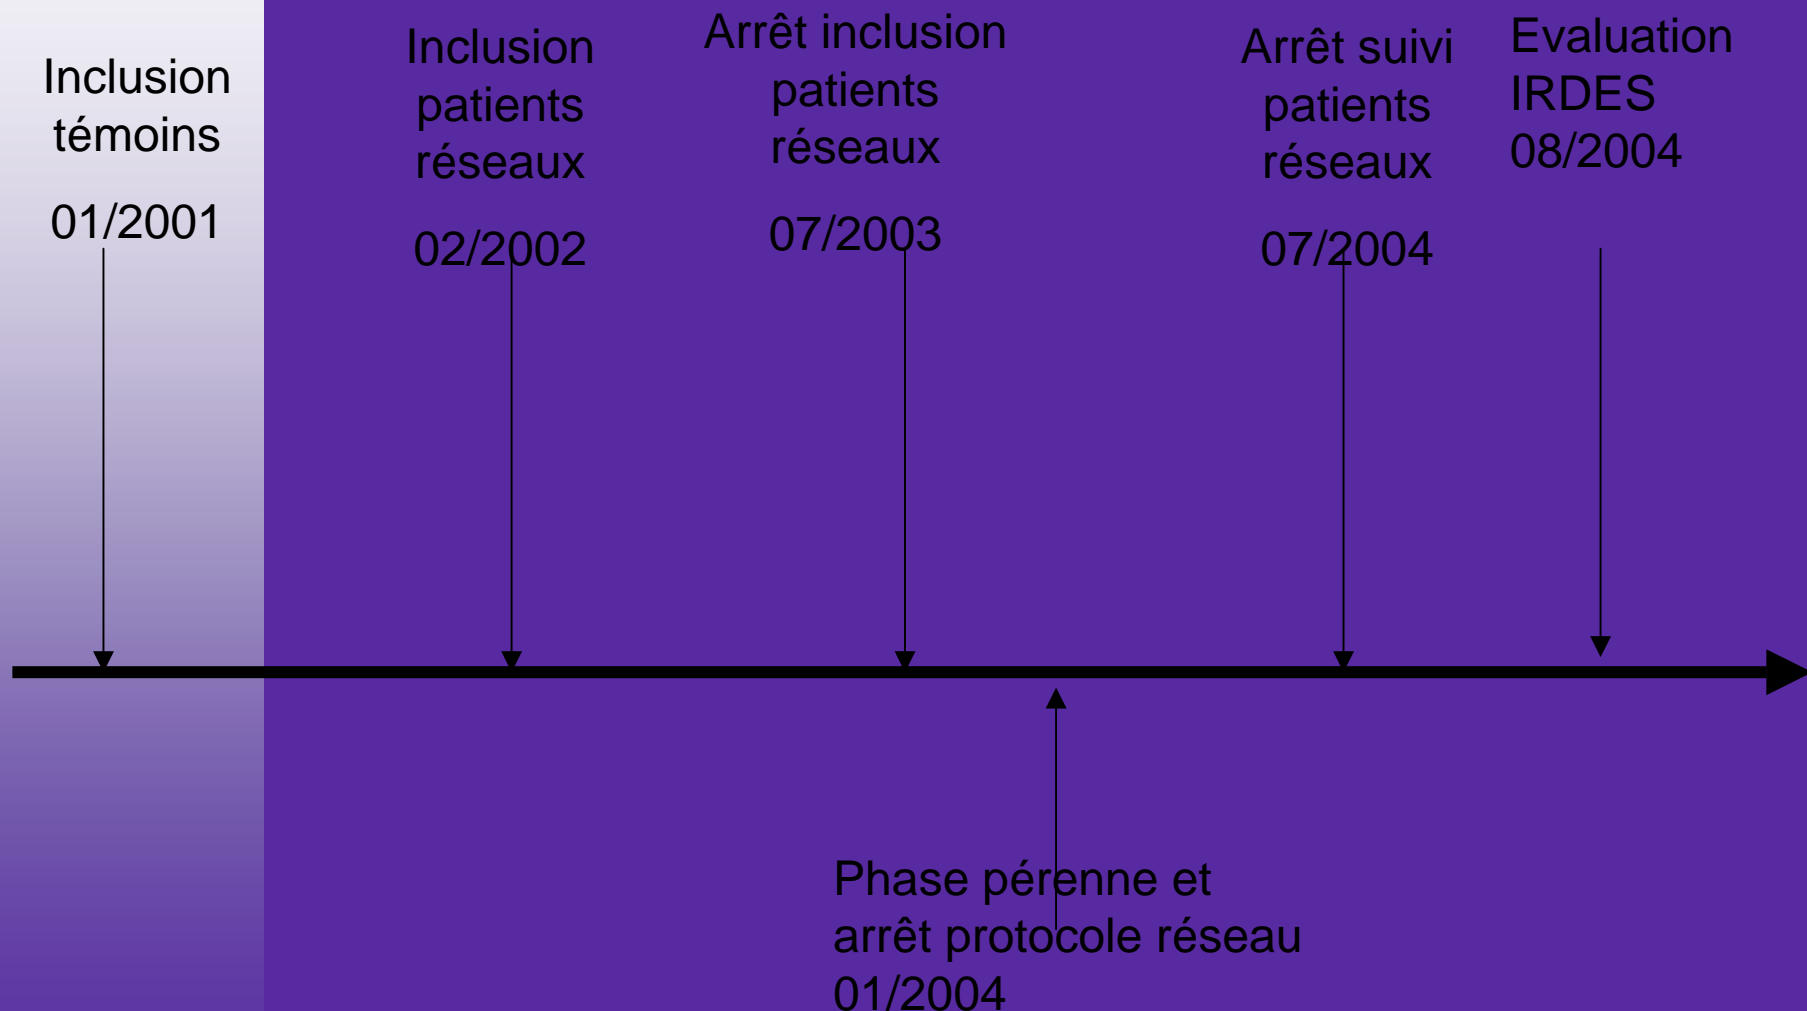 Inclusion
témoins
01/2001
Inclusion
patients
réseaux
02/2002
Arrêt inclusion
patients
réseaux
07/2003
Arrêt suivi
patients
réseaux
07/2004
Evaluation
IRDES
08/2004
Phase pérenne et
arrêt protocole réseau
01/2004